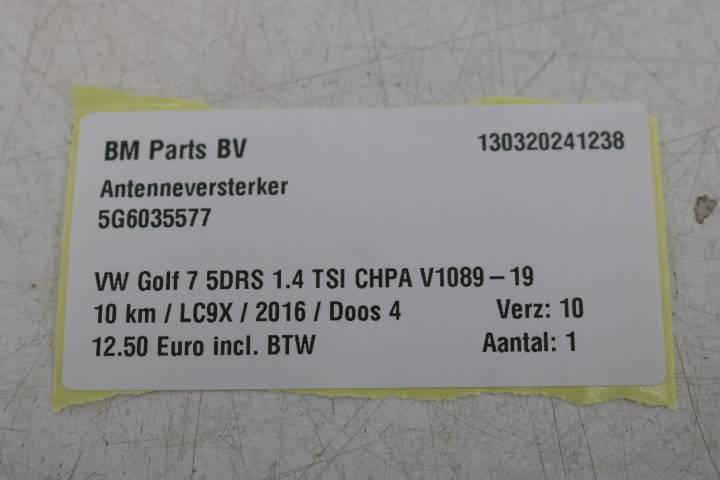 BM Parts BV 130320241238
Antenneversterker
5G6035577
VW Golf 7 5DRS 1.4 TSI CHPA V1089 – 19
10 km / LC9X / 2016 / Doos 4 Verz: 10
12.50 Euro incl. BTW Aantal: 1